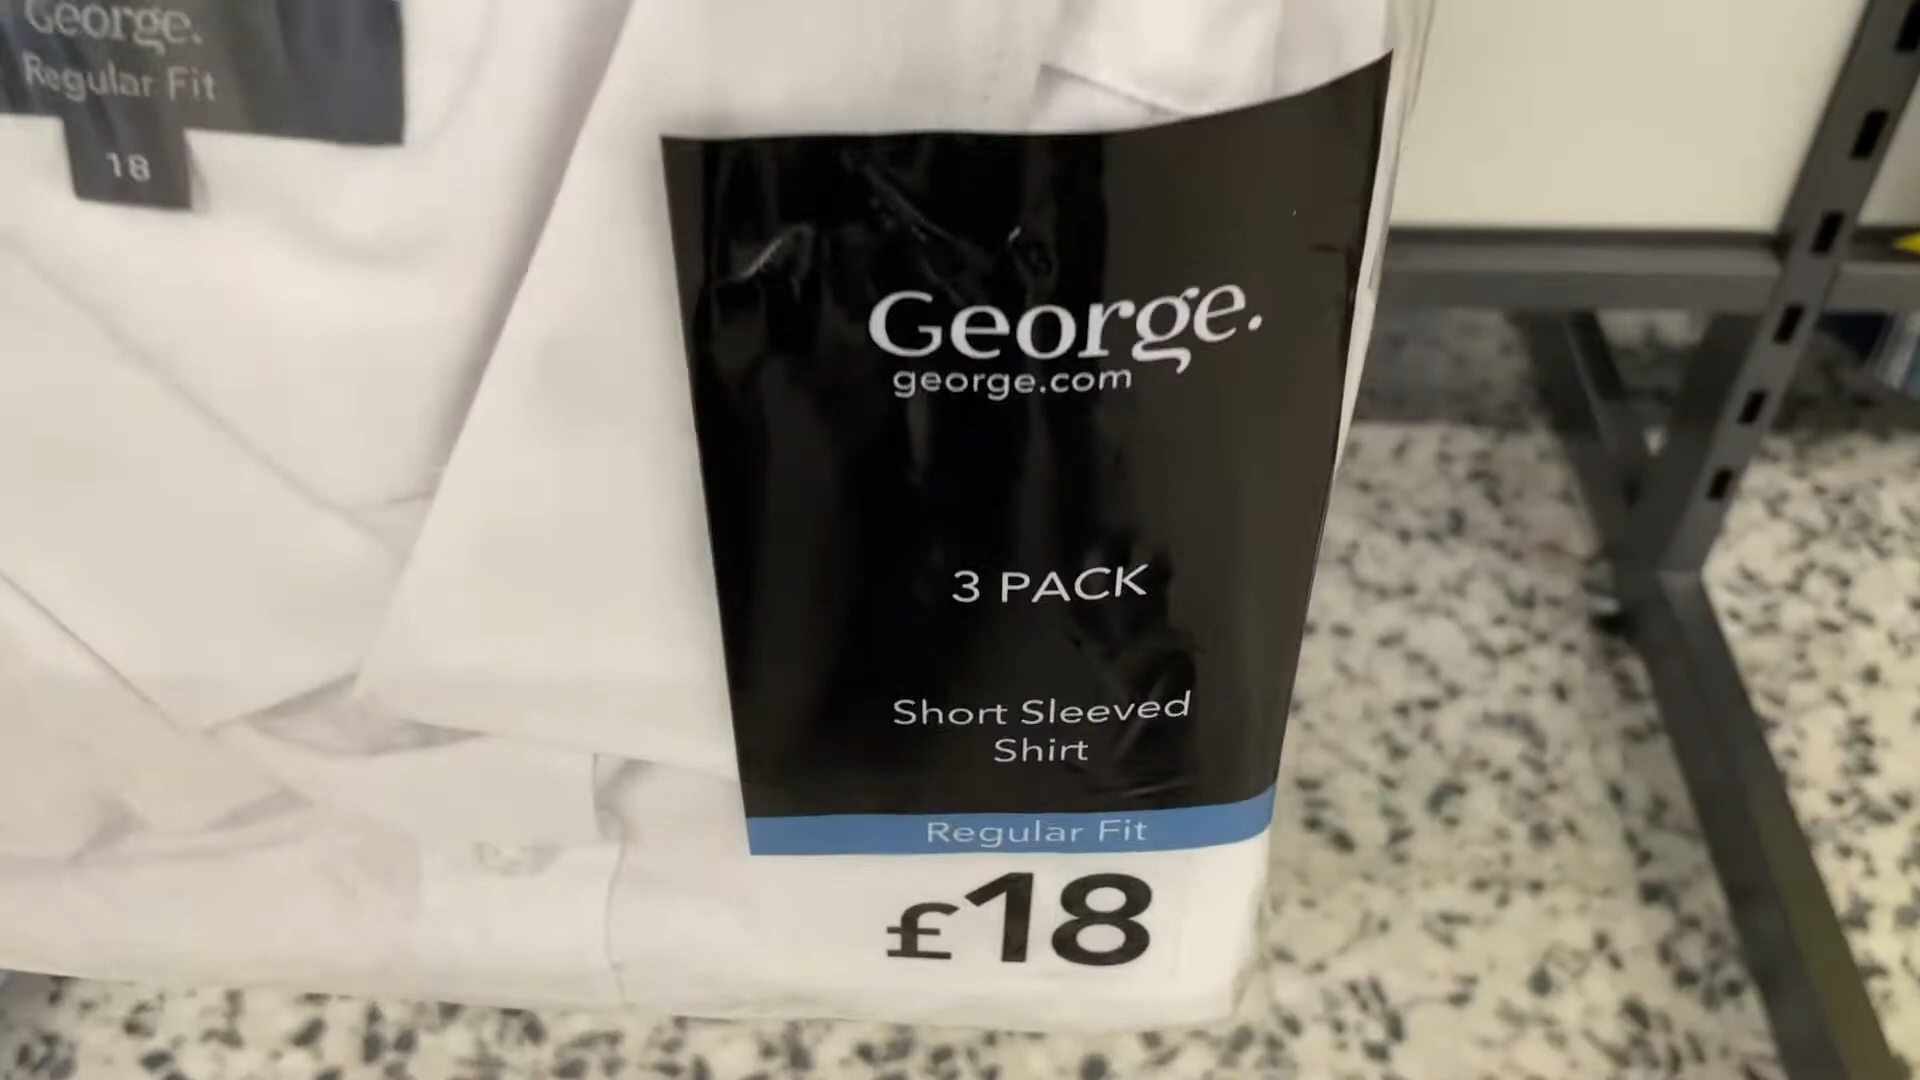 George.
Regular Fit
18
George.
george.com
3 PACK
Short Sleeved
Shirt
Regular Fit
£18